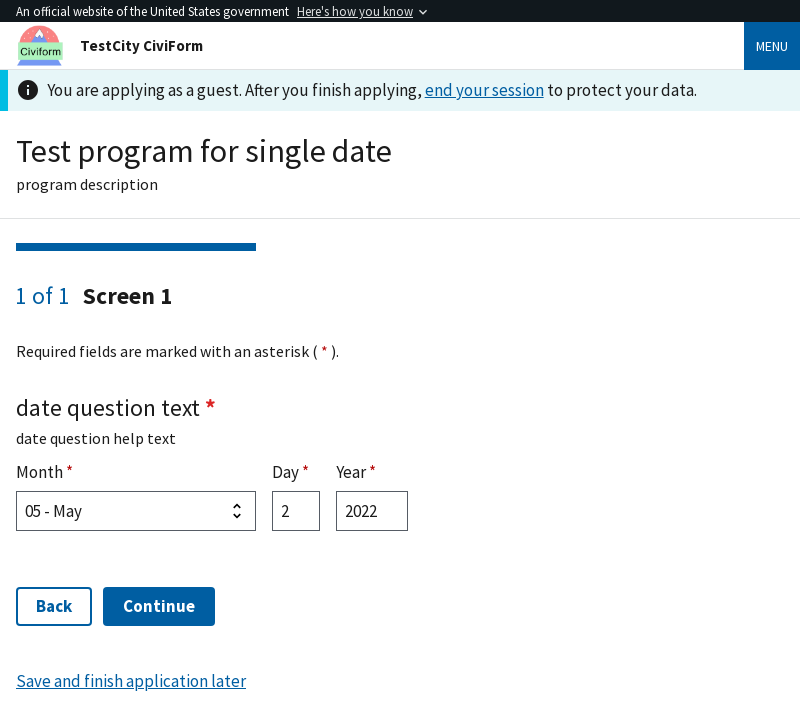 An official website of the United States government Here's how you know
Civiform TestCity CiviForm MENU
You are applying as a guest. After you finish applying, end your session to protect your data.
Test program for single date
program description
1 of 1 Screen 1
Required fields are marked with an asterisk ( * ).
date question text *
date question help text
Month * Day * Year *
05 - May 2 2022
Back Continue
Save and finish application later